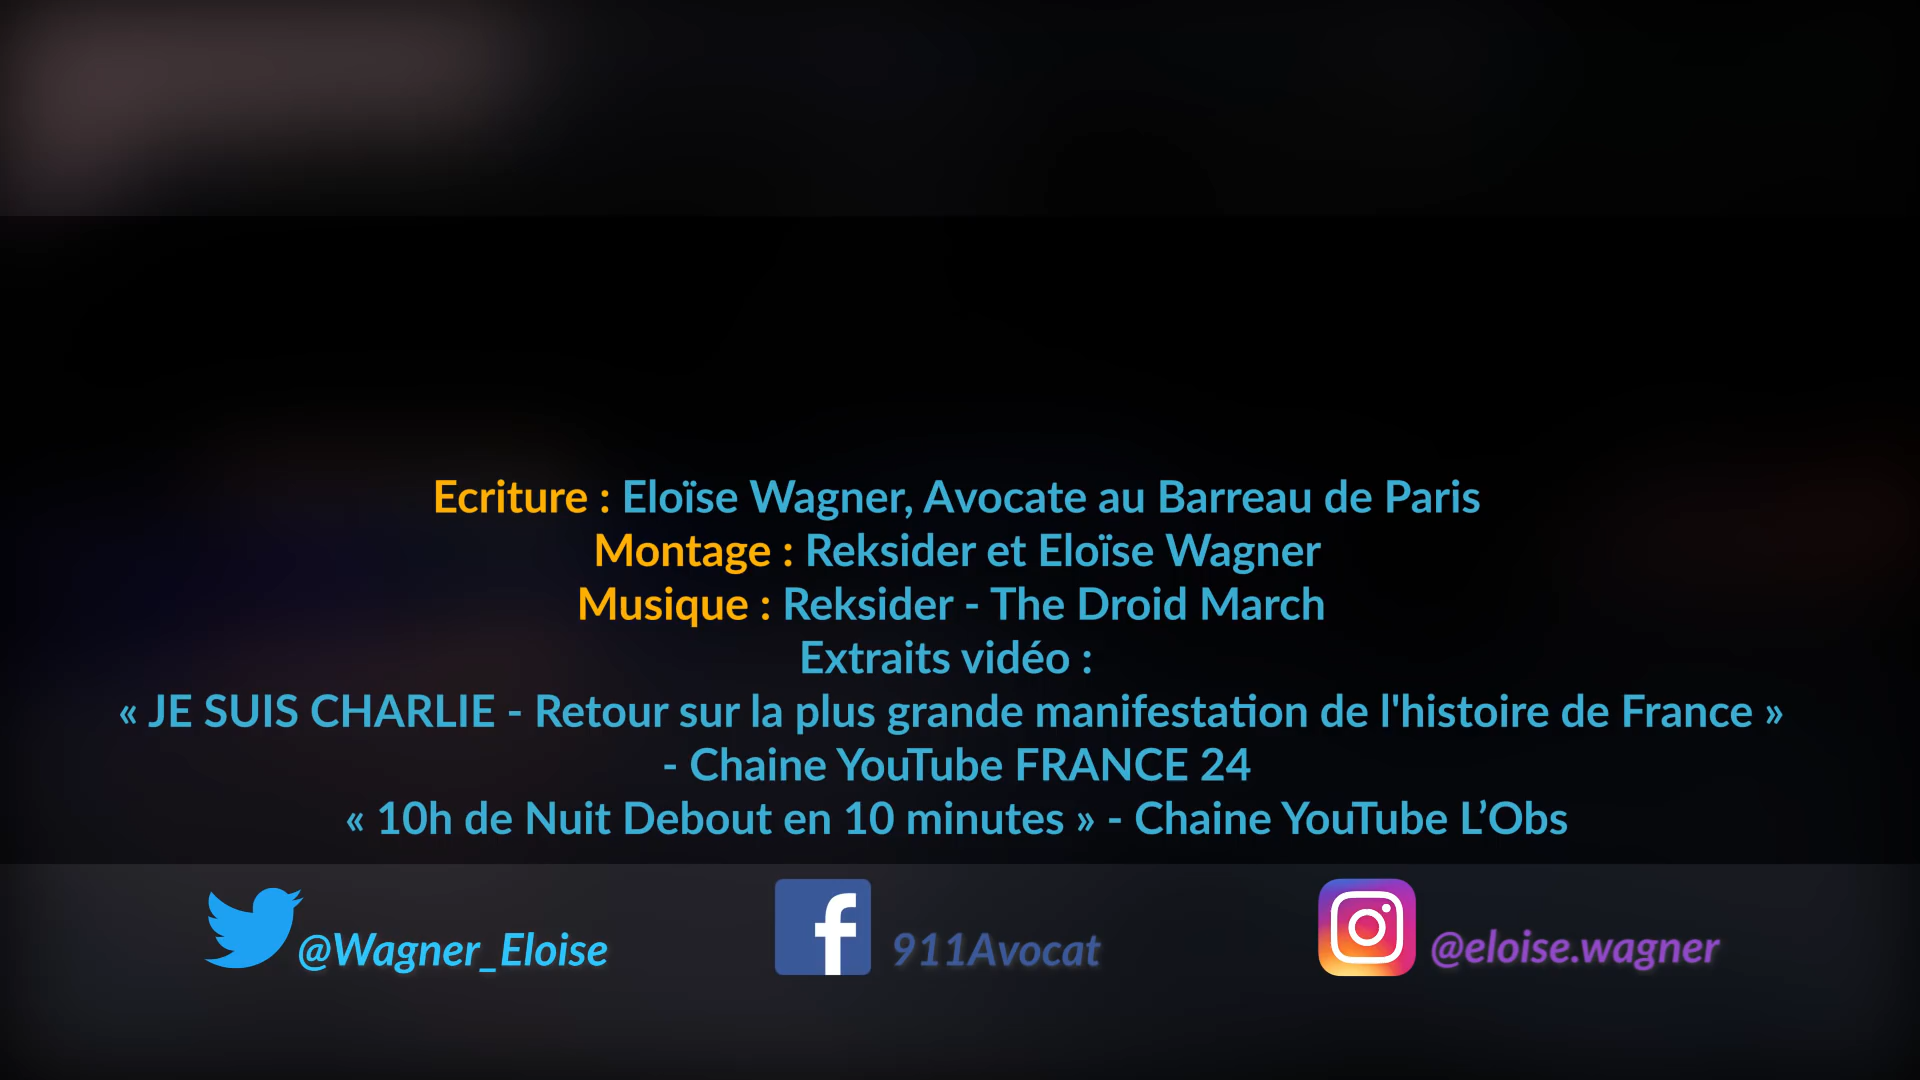 Ecriture : Eloïse Wagner, Avocate au Barreau de Paris
Montage : Reksider et Eloïse Wagner
Musique : Reksider - The Droid March
Extraits vidéo :
« JE SUIS CHARLIE - Retour sur la plus grande manifestation de l'histoire de France »
- Chaine YouTube FRANCE 24
« 10h de Nuit Debout en 10 minutes » - Chaine YouTube L’Obs
@Wagner_Eloise
911Avocat
@eloise.wagner